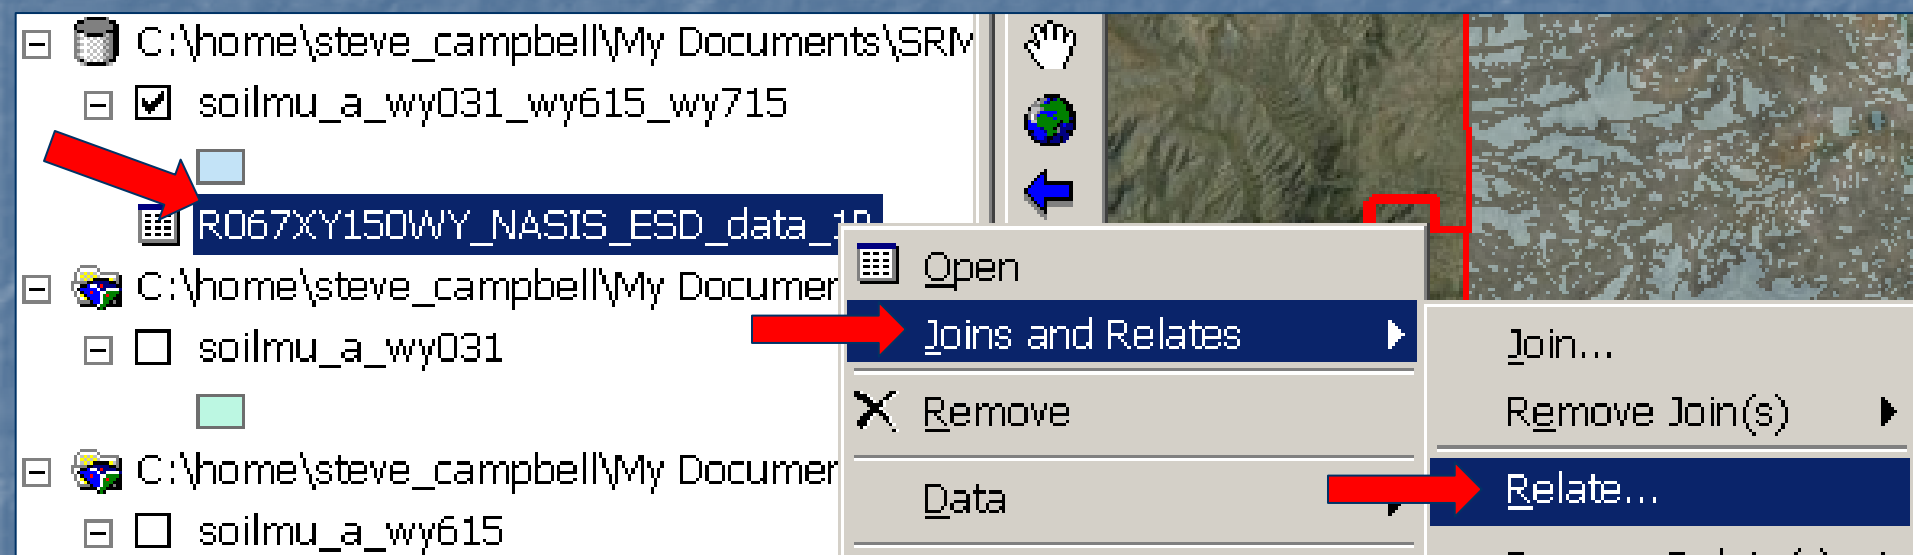 C:\home\steve_campbell\My Documents\SRM
soilmu_a_wy031_wy615_wy715
R067XY150WY_NASIS_ESD_data_1
C:\home\steve_campbell\My Documen
soilmu_a_wy031
C:\home\steve_campbell\My Documen
soilmu_a_wy615
Open
Joins and Relates
Remove
Data
Join...
Remove Join(s)
Relate...